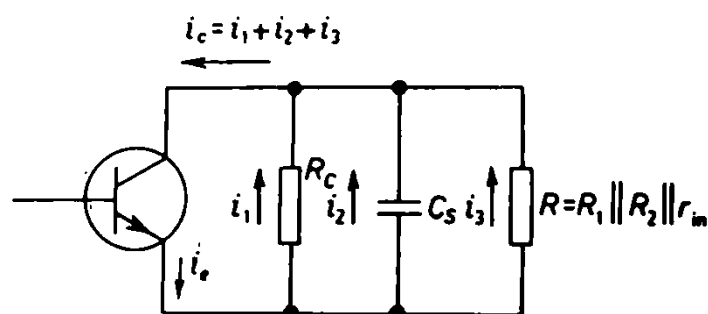 i_c = i_1 + i_2 + i_3
R_C
i_1
i_2
C_S
i_3
R = R_1 || R_2 || r_in
i_e